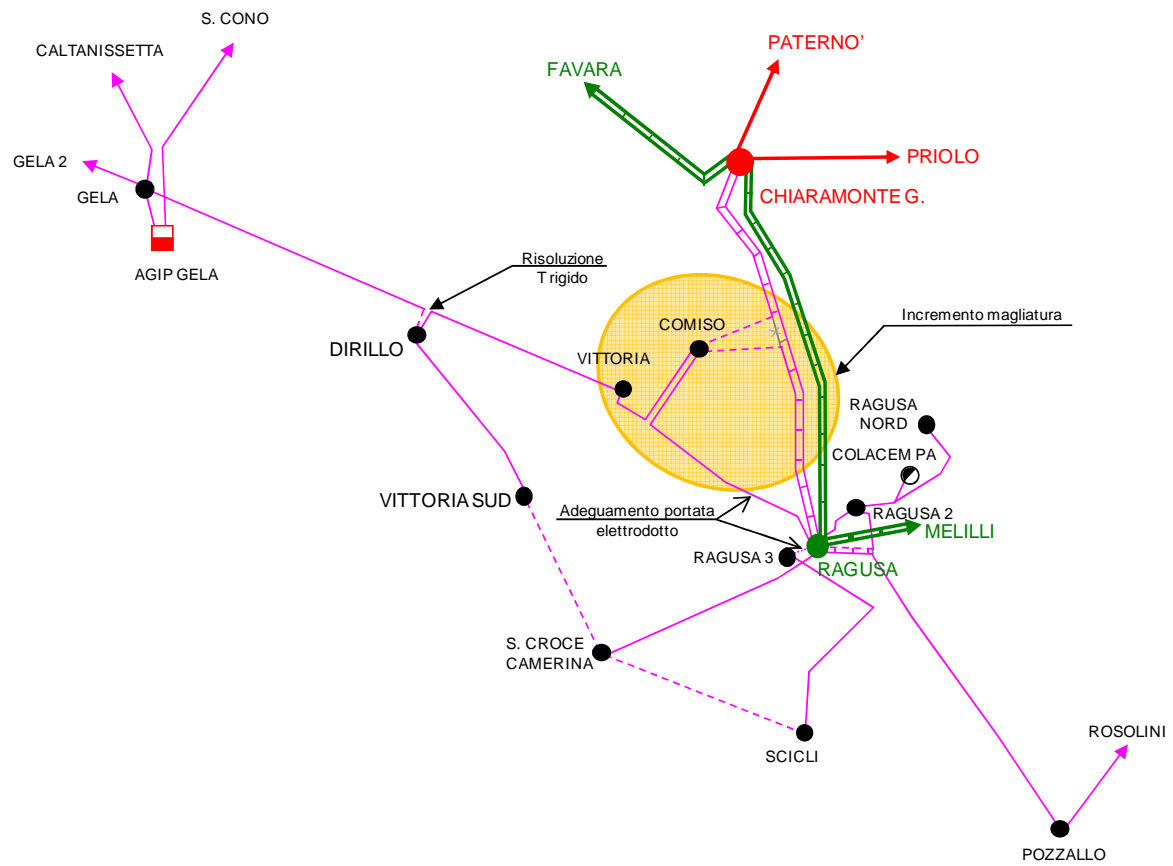 S. CONO
CALTANISSETTA
PATERNO’
FAVARA
GELA 2
PRIOLO
GELA
CHIARAMONTE G.
AGIP GELA
Risoluzione
T rigido
Incremento magliatura
COMISO
DIRILLO
VITTORIA
RAGUSA
NORD
COLACEM PA
VITTORIA SUD
Adeguamento portata
elettrodotto
RAGUSA 2
MELILLI
RAGUSA 3
RAGUSA
S. CROCE
CAMERINA
SCICLI
ROSOLINI
POZZALLO